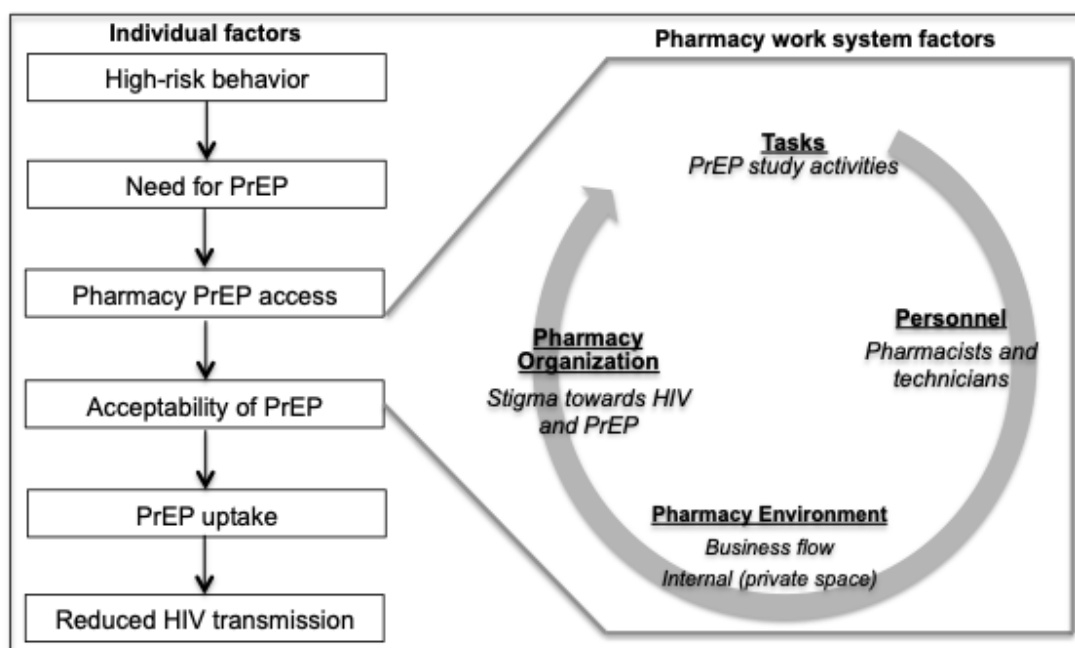 Individual factors
High-risk behavior
Need for PrEP
Pharmacy PrEP access
Acceptability of PrEP
PrEP uptake
Reduced HIV transmission
Pharmacy work system factors
Tasks
PrEP study activities
Personnel
Pharmacists and
technicians
Pharmacy Environment
Business flow
Internal (private space)
Pharmacy
Organization
Stigma towards HIV
and PrEP